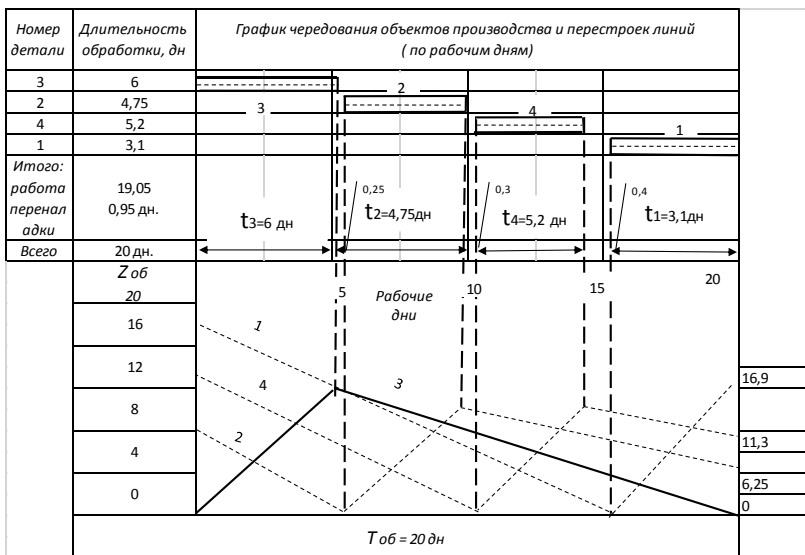 Номер детали
Длительность обработки, дн
График чередования объектов производства и перестроек линий
( по рабочим дням)
3
6
2
4,75
2
3
4
5,2
4
1
3,1
1
Итого:
работа
перенал
адки
19,05
0,95 дн.
0,25
0,3
0,4
t3=6 дн
t2=4,75дн
t4=5,2 дн
t1=3,1дн
Всего
20 дн.
Z об
20
5
Рабочие
дни
10
15
20
16
1
12
4
3
16,9
8
2
11,3
4
6,25
0
0
T об = 20 дн